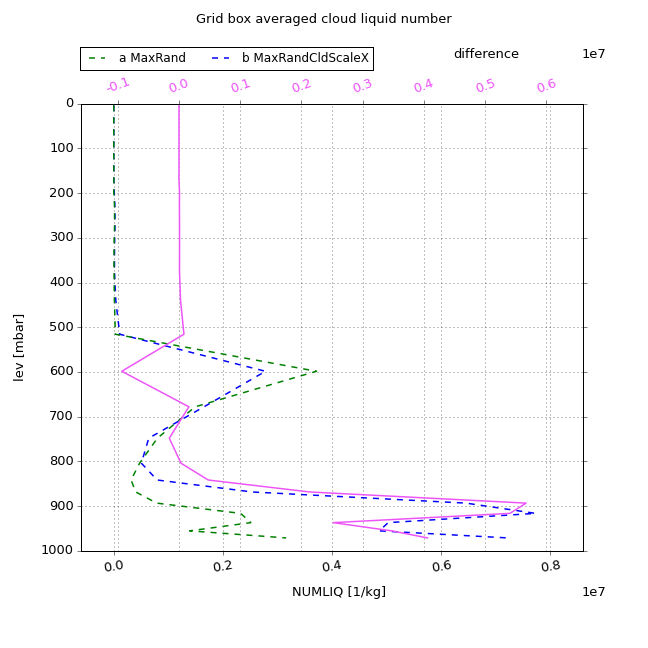 Grid box averaged cloud liquid number
a MaxRand b MaxRandCldScaleX
difference 1e7
-0.1 0.0 0.1 0.2 0.3 0.4 0.5 0.6
0
100
200
300
400
500
600
700
800
900
1000
lev [mbar]
0.0 0.2 0.4 0.6 0.8
NUMLIQ [1/kg] 1e7